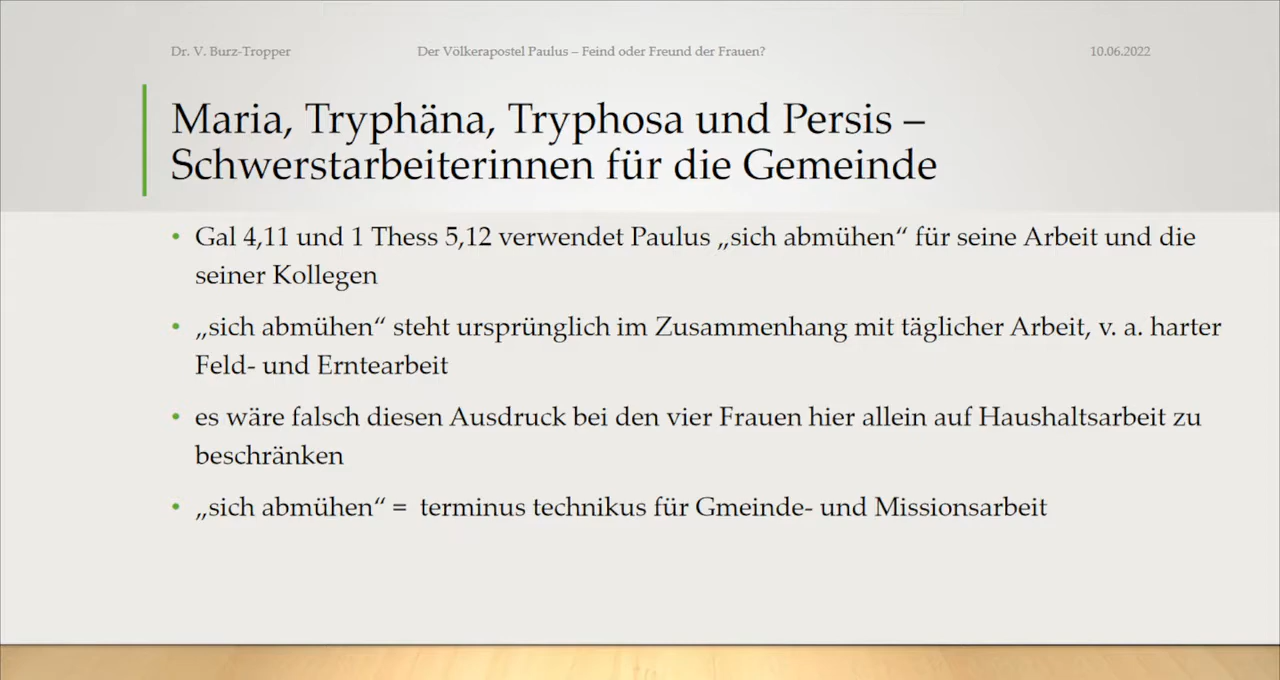 Dr. V. Burz-Tropper Der Völkerapostel Paulus – Feind oder Freund der Frauen? 10.06.2022
Maria, Tryphäna, Tryphosa und Persis –
Schwerstarbeiterinnen für die Gemeinde
• Gal 4,11 und 1 Thess 5,12 verwendet Paulus „sich abmühen“ für seine Arbeit und die
seiner Kollegen
• „sich abmühen“ steht ursprünglich im Zusammenhang mit täglicher Arbeit, v. a. harter
Feld- und Erntearbeit
• es wäre falsch diesen Ausdruck bei den vier Frauen hier allein auf Haushaltsarbeit zu
beschränken
• „sich abmühen“ = terminus technikus für Gmeinde- und Missionsarbeit